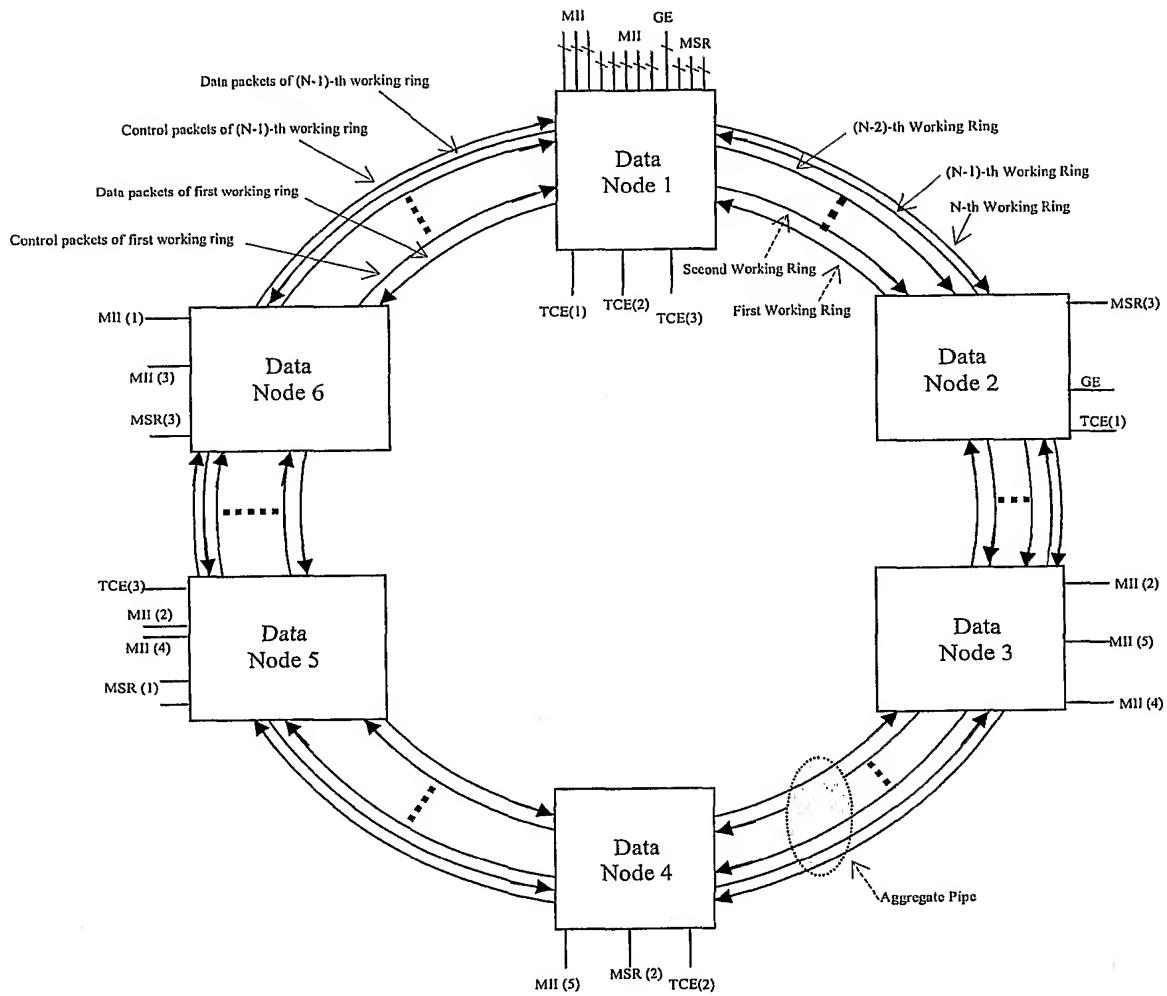 MII
GE
MII
MSR
Data packets of (N-1)-th working ring
Control packets of (N-1)-th working ring
Data packets of first working ring
Control packets of first working ring
Data
Node 1
(N-2)-th Working Ring
(N-1)-th Working Ring
N-th Working Ring
Second Working Ring
First Working Ring
TCE(1)
TCE(2)
TCE(3)
MII (1)
MII (3)
MSR(3)
Data
Node 6
Data
Node 2
MSR(3)
GE
TCE(1)
TCE(3)
MII (2)
MII (4)
MSR (1)
Data
Node 5
Data
Node 3
MII (2)
MII (5)
MII (4)
Data
Node 4
Aggregate Pipe
MII (5)
MSR (2)
TCE(2)